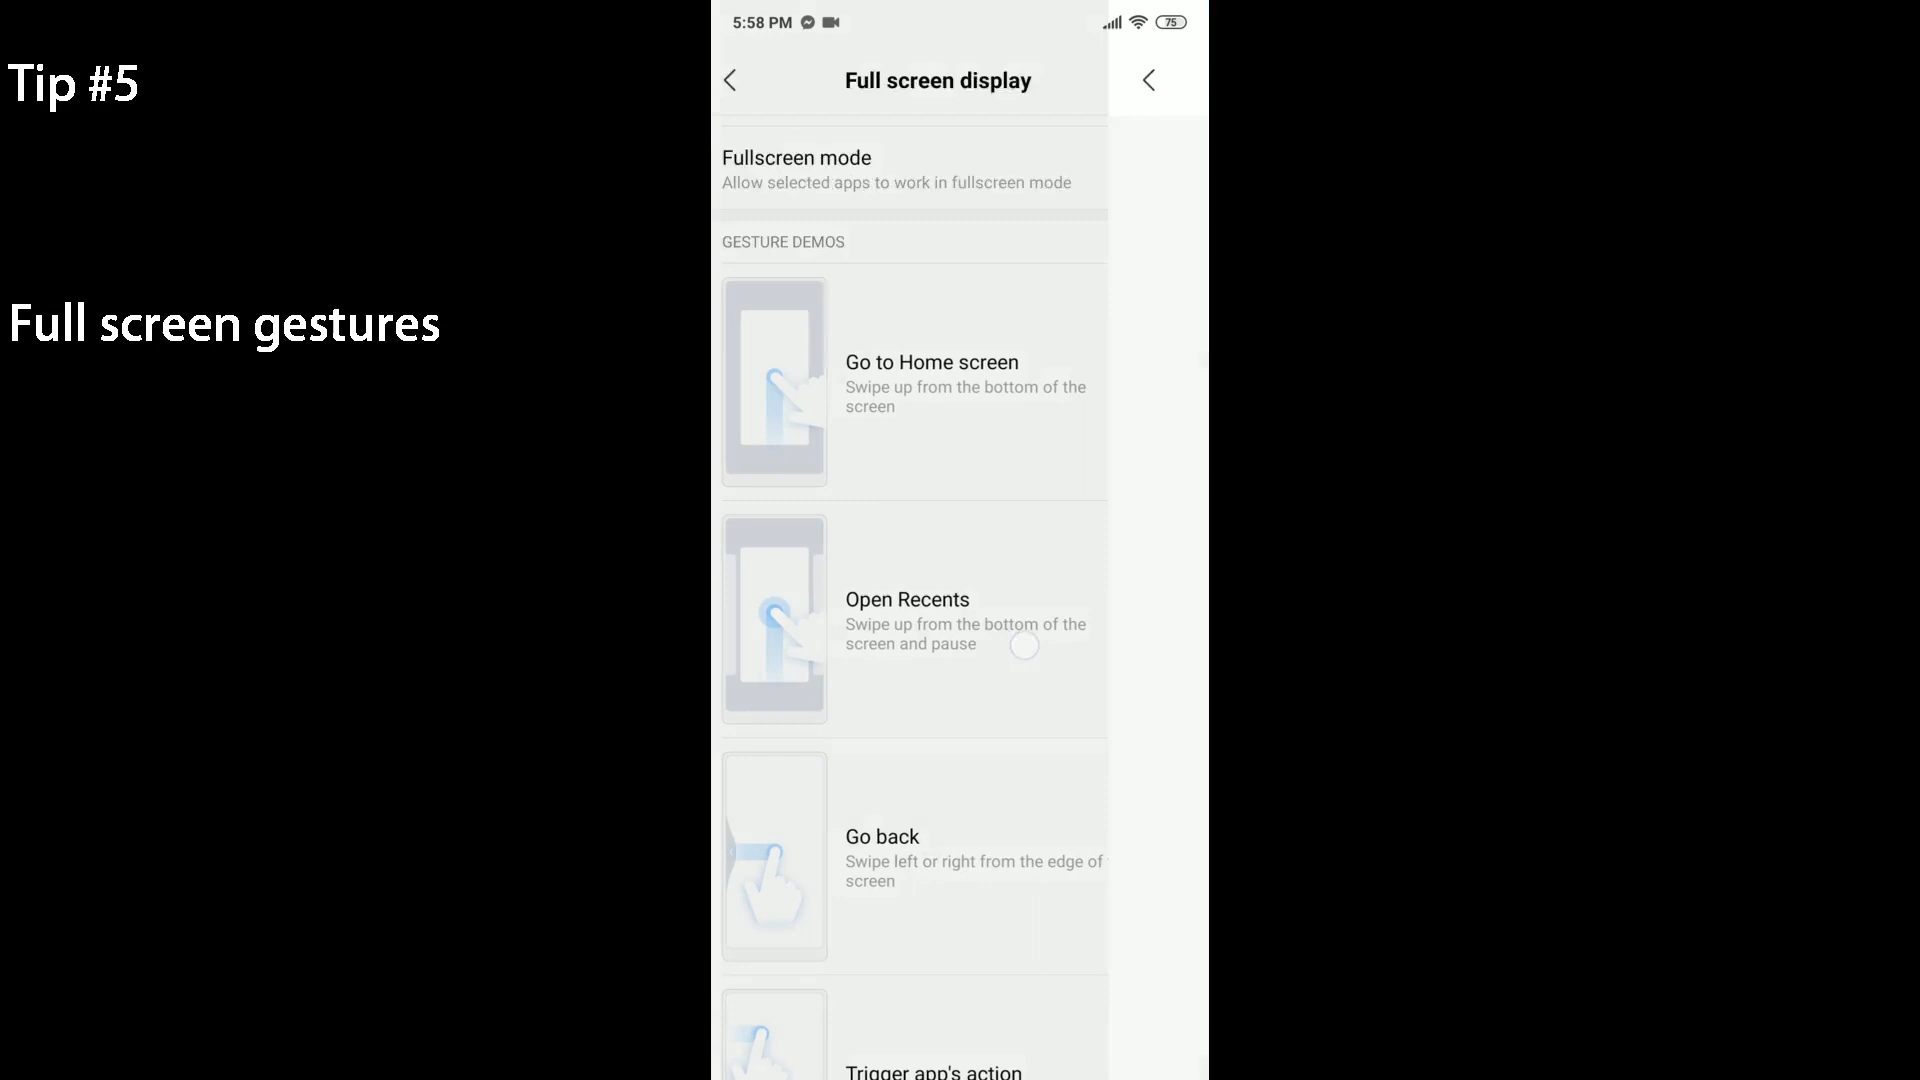 Tip #5
Full screen gestures
5:58 PM
75
Full screen display
Fullscreen mode
Allow selected apps to work in fullscreen mode
GESTURE DEMOS
Go to Home screen
Swipe up from the bottom of the
screen
Open Recents
Swipe up from the bottom of the
screen and pause
Go back
Swipe left or right from the edge of
screen
Trigger app's action